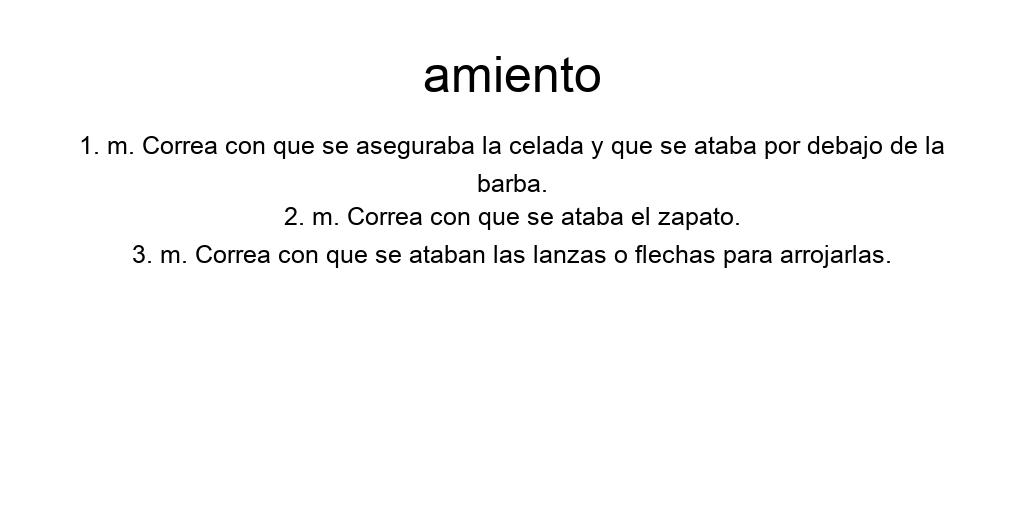 amiento
1. m. Correa con que se aseguraba la celada y que se ataba por debajo de la
barba.
2. m. Correa con que se ataba el zapato.
3. m. Correa con que se ataban las lanzas o flechas para arrojarlas.